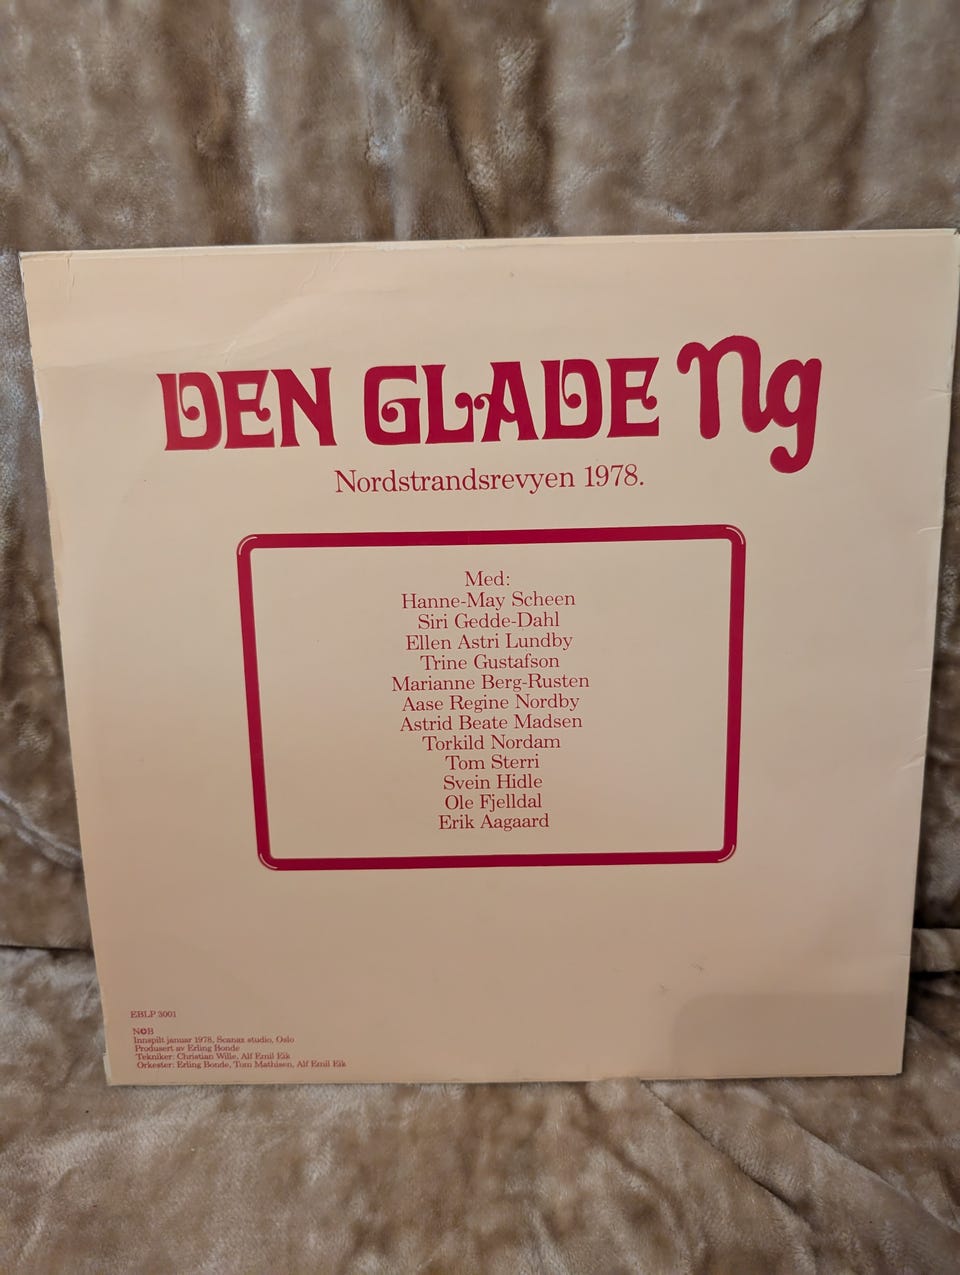 DEN GLADE Ng
Nordstrandsrevyen 1978.
Med:
Hanne-May Scheen
Siri Gedde-Dahl
Ellen Astri Lundby
Trine Gustafson
Marianne Berg-Rusten
Aase Regine Nordby
Astrid Beate Madsen
Torkild Nordam
Tom Sterri
Svein Hidle
Ole Fjelldal
Erik Aagaard
EBLP 3001
NCB
Innspilt januar 1978, Scanax studio, Oslo
Produsert av Erling Bonde
Tekniker: Christian Wille, Alf Emil Eik
Orkester: Erling Bonde, Tom Mathisen, Alf Emil Eik